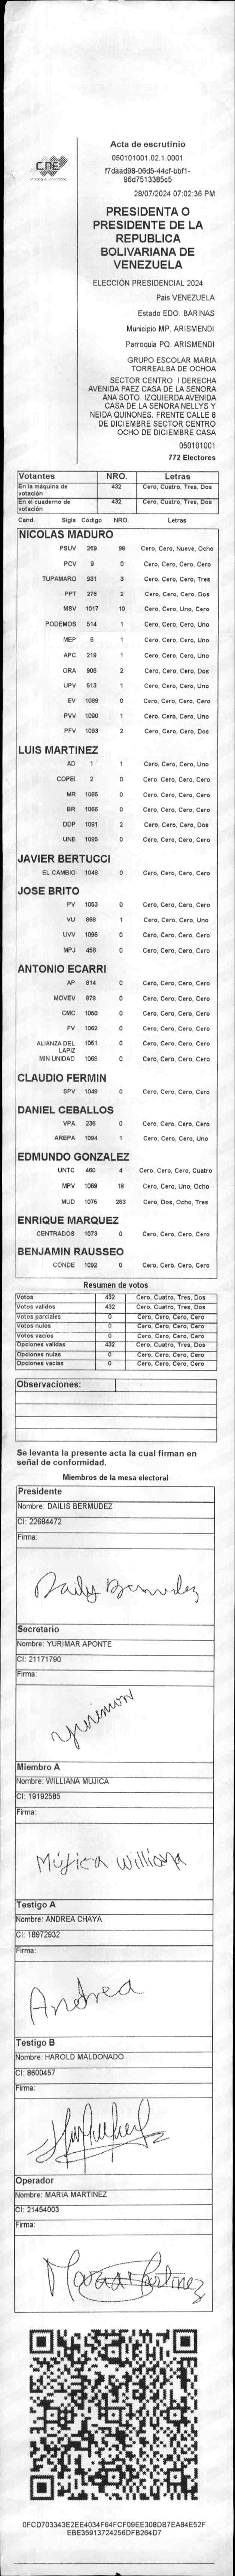 CNE
Acta de escrutinio
050101001.02.1.0001
f7daad98-06d5-44cf-bbf1-
96d7513385c5
28/07/2024 07:02:36 PM
PRESIDENTA O
PRESIDENTE DE LA
REPUBLICA
BOLIVARIANA DE
VENEZUELA
ELECCIÓN PRESIDENCIAL 2024
País VENEZUELA
Estado EDO. BARINAS
Municipio MP. ARISMENDI
Parroquia PQ. ARISMENDI
GRUPO ESCOLAR MARIA
TORREALBA DE OCHOA
SECTOR CENTRO I DERECHA
AVENIDA PAEZ CASA DE LA SENORA
ANA SOTO. IZQUIERDA AVENIDA
CASA DE LA SENORA NELLYS Y
NEIDA QUINONES. FRENTE CALLE 8
DE DICIEMBRE SECTOR CENTRO
OCHO DE DICIEMBRE CASA
050101001
772 Electores
Votantes NRO. Letras
En la máquina de votación 432 Cero, Cuatro, Tres, Dos
En el cuaderno de votación 432 Cero, Cuatro, Tres, Dos
Cand. Sigla Código NRO. Letras
NICOLAS MADURO
PSUV 269 98 Cero, Cero, Nueve, Ocho
PCV 9 0 Cero, Cero, Cero, Cero
TUPAMARO 931 3 Cero, Cero, Cero, Tres
PPT 276 2 Cero, Cero, Cero, Dos
MSV 1017 10 Cero, Cero, Uno, Cero
PODEMOS 514 1 Cero, Cero, Cero, Uno
MEP 6 1 Cero, Cero, Cero, Uno
APC 219 1 Cero, Cero, Cero, Uno
ORA 906 2 Cero, Cero, Cero, Dos
UPV 513 1 Cero, Cero, Cero, Uno
EV 1089 0 Cero, Cero, Cero, Cero
PVV 1090 1 Cero, Cero, Cero, Uno
PFV 1093 2 Cero, Cero, Cero, Dos
LUIS MARTINEZ
AD 1 1 Cero, Cero, Cero, Uno
COPEI 2 0 Cero, Cero, Cero, Cero
MR 1065 0 Cero, Cero, Cero, Cero
BR 1066 0 Cero, Cero, Cero, Cero
DDP 1091 2 Cero, Cero, Cero, Dos
UNE 1095 0 Cero, Cero, Cero, Cero
JAVIER BERTUCCI
EL CAMBIO 1048 0 Cero, Cero, Cero, Cero
JOSE BRITO
PV 1053 0 Cero, Cero, Cero, Cero
VU 868 1 Cero, Cero, Cero, Uno
UVV 1096 0 Cero, Cero, Cero, Cero
MPJ 458 0 Cero, Cero, Cero, Cero
ANTONIO ECARRI
AP 814 0 Cero, Cero, Cero, Cero
MOVEV 878 0 Cero, Cero, Cero, Cero
CMC 1050 0 Cero, Cero, Cero, Cero
FV 1062 0 Cero, Cero, Cero, Cero
ALIANZA DEL LAPIZ 1051 0 Cero, Cero, Cero, Cero
MIN UNIDAD 1068 0 Cero, Cero, Cero, Cero
CLAUDIO FERMIN
SPV 1049 0 Cero, Cero, Cero, Cero
DANIEL CEBALLOS
VPA 236 0 Cero, Cero, Cero, Cero
AREPA 1094 1 Cero, Cero, Cero, Uno
EDMUNDO GONZALEZ
UNTC 460 4 Cero, Cero, Cero, Cuatro
MPV 1069 18 Cero, Cero, Uno, Ocho
MUD 1075 283 Cero, Dos, Ocho, Tres
ENRIQUE MARQUEZ
CENTRADOS 1073 0 Cero, Cero, Cero, Cero
BENJAMIN RAUSSEO
CONDE 1092 0 Cero, Cero, Cero, Cero
Resumen de votos
Votos 432 Cero, Cuatro, Tres, Dos
Votos validos 432 Cero, Cuatro, Tres, Dos
Votos parciales 0 Cero, Cero, Cero, Cero
Votos nulos 0 Cero, Cero, Cero, Cero
Votos vacios 0 Cero, Cero, Cero, Cero
Opciones validas 432 Cero, Cuatro, Tres, Dos
Opciones nulas 0 Cero, Cero, Cero, Cero
Opciones vacias 0 Cero, Cero, Cero, Cero
Observaciones:
Se levanta la presente acta la cual firman en
señal de conformidad.
Miembros de la mesa electoral
Presidente
Nombre: DAILIS BERMUDEZ
CI: 22684472
Firma:
Daily Bermudez
Secretario
Nombre: YURIMAR APONTE
CI: 21171790
Firma:
Yurimar
Miembro A
Nombre: WILLIANA MUJICA
CI: 19192585
Firma:
Mújica Williana
Testigo A
Nombre: ANDREA CHAYA
CI: 18972932
Firma:
Andrea
Testigo B
Nombre: HAROLD MALDONADO
CI: 8600457
Firma:
Operador
Nombre: MARIA MARTINEZ
CI: 21454003
Firma:
Maria Martinez
0FCD703343E2EE4034F64FCF09EE308DB7EA84E52F
EBE35913724256DFB264D7